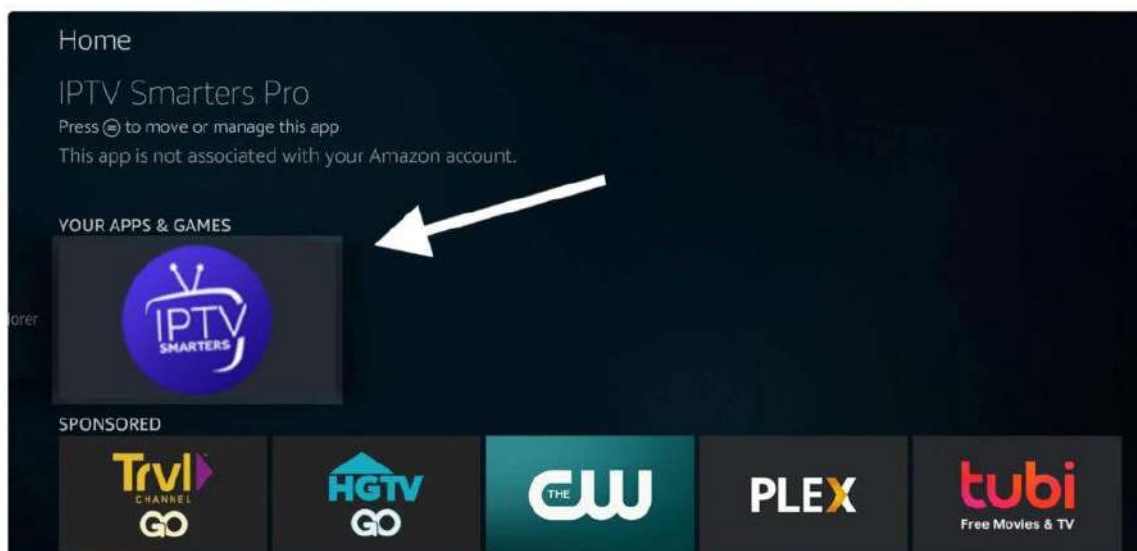 Home
IPTV Smarters Pro
Press to move or manage this app
This app is not associated with your Amazon account.
YOUR APPS & GAMES
IPTV
SMARTERS
lorer
SPONSORED
Trvl
CHANNEL
GO
HGTV
GO
THE CW
PLEX
tubi
Free Movies & TV